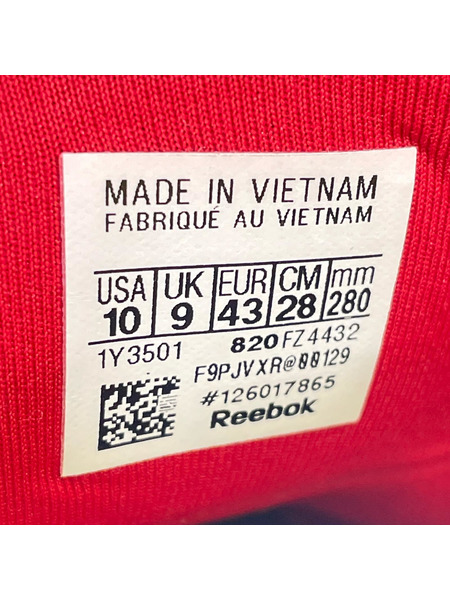 MADE IN VIETNAM
FABRIQUÉ AU VIETNAM
USA UK EUR CM mm
10 9 43 28 280
1Y3501 820 FZ4432
F9PJVXR@00129
#126017865
Reebok